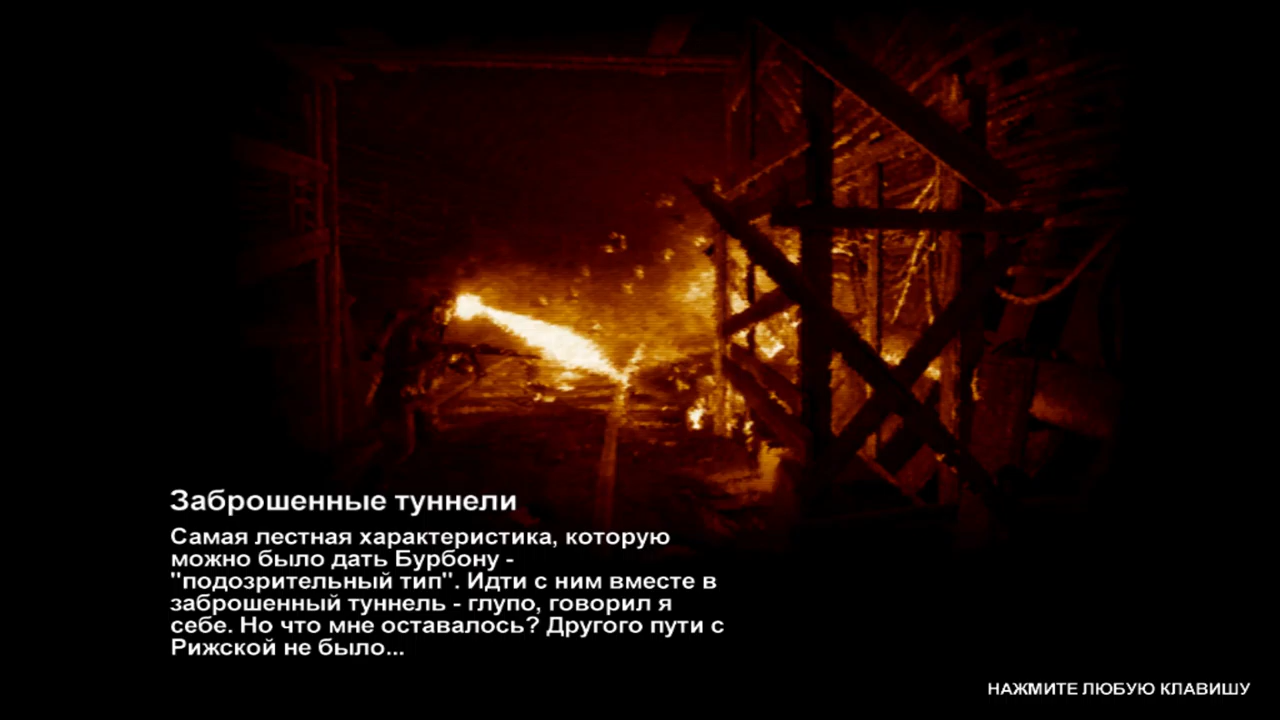 Заброшенные туннели
Самая лестная характеристика, которую
можно было дать Бурбону -
"подозрительный тип". Идти с ним вместе в
заброшенный туннель - глупо, говорил я
себе. Но что мне оставалось? Другого пути с
Рижской не было...
НАЖМИТЕ ЛЮБУЮ КЛАВИШУ